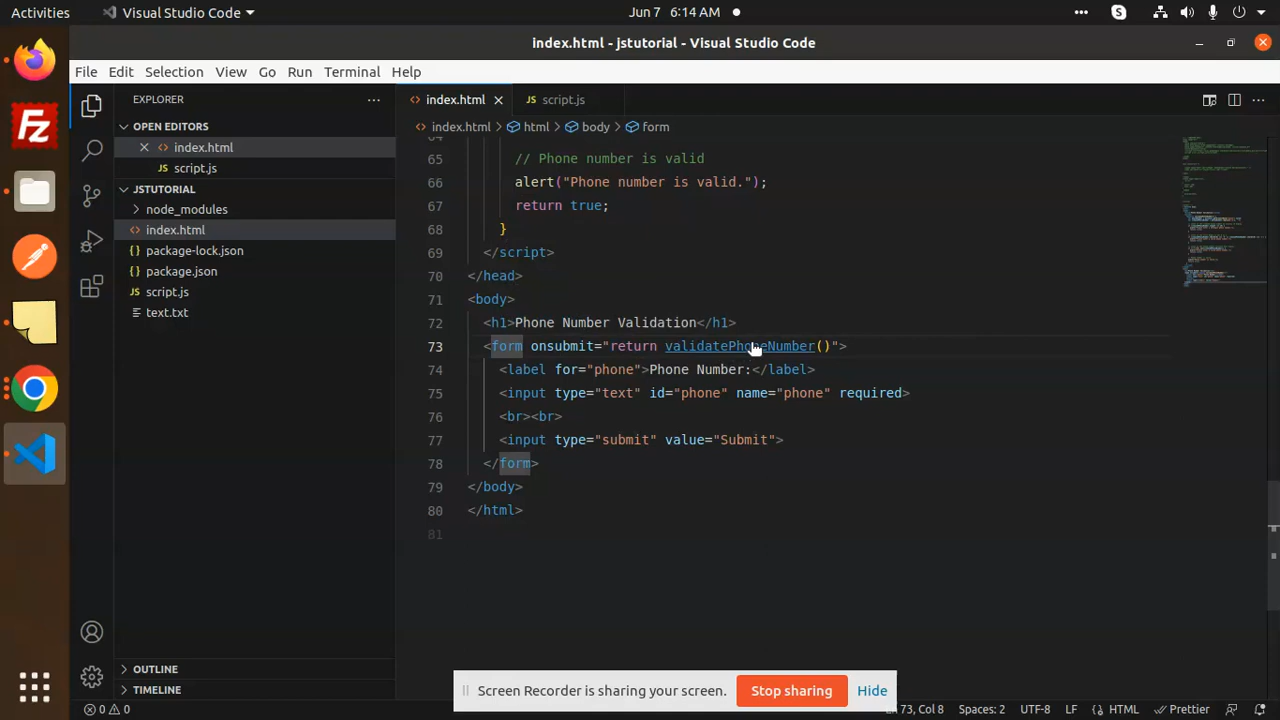 Activities
Visual Studio Code
Jun 7 6:14 AM
index.html - jstutorial - Visual Studio Code
File Edit Selection View Go Run Terminal Help
EXPLORER
OPEN EDITORS
index.html
JS script.js
JSTUTORIAL
node_modules
index.html
package-lock.json
package.json
JS script.js
text.txt
OUTLINE
TIMELINE
index.html
JS script.js
index.html > html > body > form
65 // Phone number is valid
66 alert("Phone number is valid.");
67 return true;
68 }
69 </script>
70 </head>
71 <body>
72 <h1>Phone Number Validation</h1>
73 <form onsubmit="return validatePhoneNumber()">
74 <label for="phone">Phone Number:</label>
75 <input type="text" id="phone" name="phone" required>
76 <br><br>
77 <input type="submit" value="Submit">
78 </form>
79 </body>
80 </html>
81
Screen Recorder is sharing your screen.
Stop sharing
Hide
0 0
Ln 73, Col 8
Spaces: 2
UTF-8
LF
HTML
Prettier